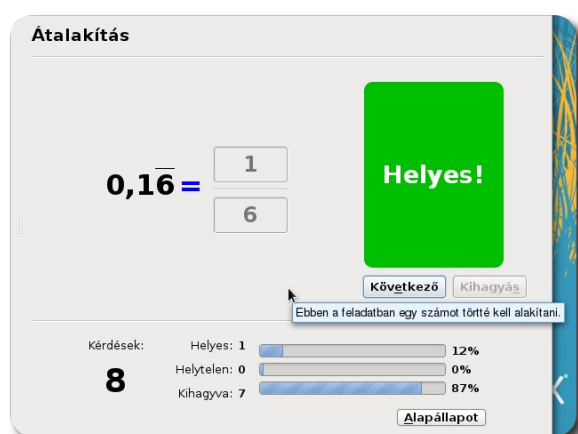 Átalakítás
0,16̅ = 1
6
Helyes!
Következő Kihagyás
Ebben a feladatban egy számot törtté kell alakítani.
Kérdések:
8
Helyes: 1 12%
Helytelen: 0 0%
Kihagyva: 7 87%
Alapállapot